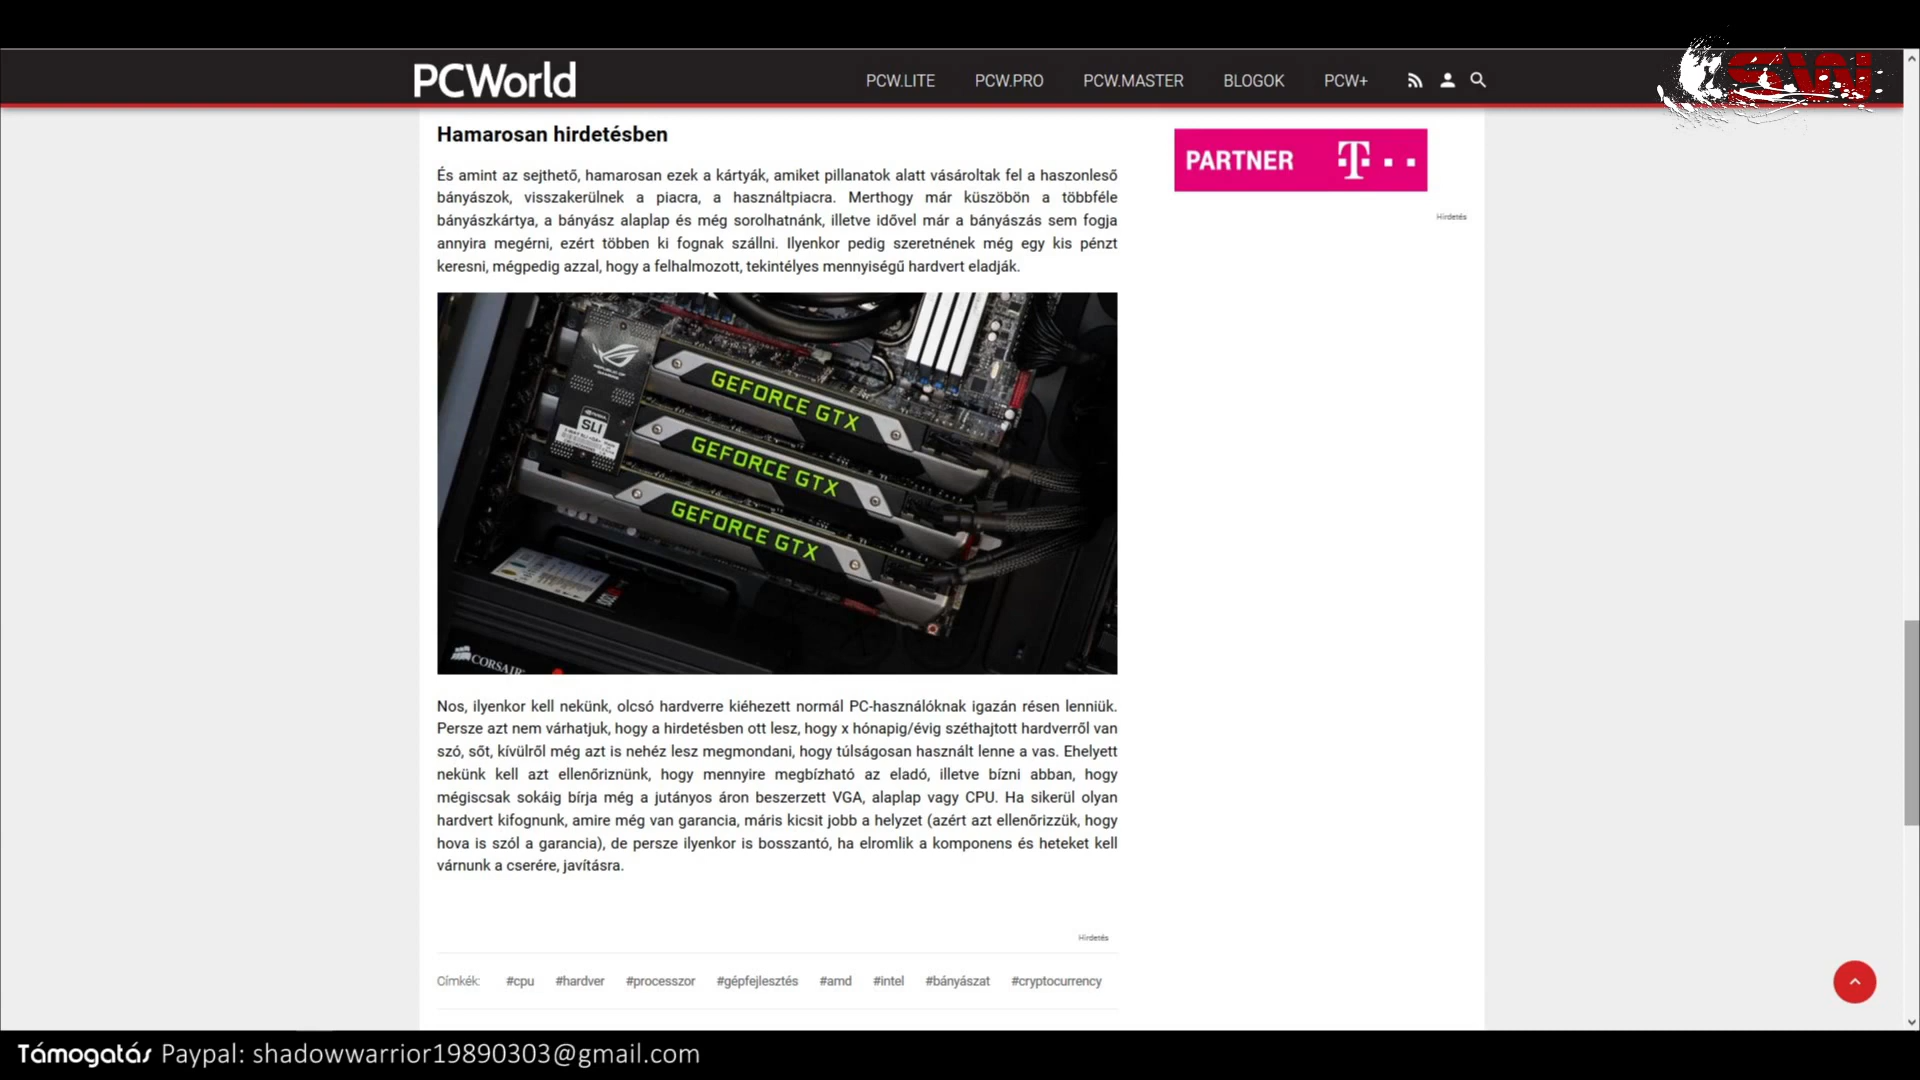 PCWorld
PCW.LITE PCW.PRO PCW.MASTER BLOGOK PCW+
SW
Hamarosan hirdetésben
És amint az sejthető, hamarosan ezek a kártyák, amiket pillanatok alatt vásároltak fel a haszonleső
bányászok, visszakerülnek a piacra, a használtpiacra. Merthogy már küszöbön a többféle
bányászkártya, a bányász alaplap és még sorolhatnánk, illetve idővel már a bányászás sem fogja
annyira megérni, ezért többen ki fognak szállni. Ilyenkor pedig szeretnének még egy kis pénzt
keresni, mégpedig azzal, hogy a felhalmozott, tekintélyes mennyiségű hardvert eladják.
PARTNER T
Hirdetés
REPUBLIC OF
GAMERS
SLI
GEFORCE GTX
GEFORCE GTX
GEFORCE GTX
CORSAIR
Nos, ilyenkor kell nekünk, olcsó hardverre kiéhezett normál PC-használóknak igazán résen lenniük.
Persze azt nem várhatjuk, hogy a hirdetésben ott lesz, hogy x hónapig/évig széthajtott hardverről van
szó, sőt, kívülről még azt is nehéz lesz megmondani, hogy túlságosan használt lenne a vas. Ehelyett
nekünk kell azt ellenőriznünk, hogy mennyire megbízható az eladó, illetve bízni abban, hogy
mégiscsak sokáig bírja még a jutányos áron beszerzett VGA, alaplap vagy CPU. Ha sikerül olyan
hardvert kifognunk, amire még van garancia, máris kicsit jobb a helyzet (azért azt ellenőrizzük, hogy
hova is szól a garancia), de persze ilyenkor is bosszantó, ha elromlik a komponens és heteket kell
várnunk a cserére, javításra.
Hirdetés
Címkék: #cpu #hardver #processzor #gépfejlesztés #amd #intel #bányászat #cryptocurrency
Támogatás Paypal: shadowwarrior19890303@gmail.com